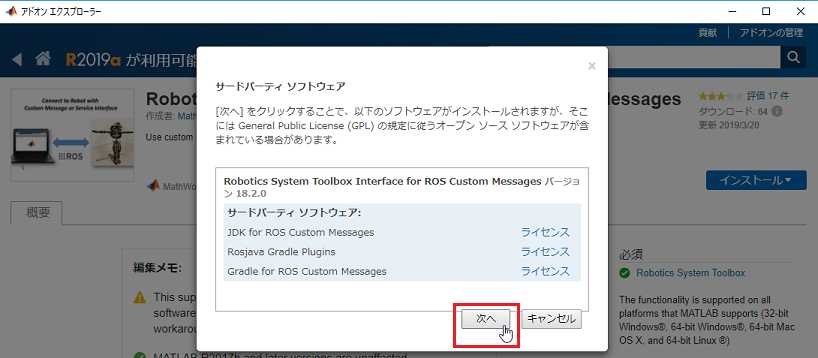 アドオン エクスプローラー
貢献 アドオンの管理
R2019a が利用可能
サードパーティ ソフトウェア
[次へ] をクリックすることで、以下のソフトウェアがインストールされますが、そこ
には General Public License (GPL) の規定に従うオープン ソース ソフトウェアが含
まれている場合があります。
Robotics System Toolbox Interface for ROS Custom Messages バージョ
ン 18.2.0
サードパーティ ソフトウェア:
JDK for ROS Custom Messages ライセンス
Rosjava Gradle Plugins ライセンス
Gradle for ROS Custom Messages ライセンス
次へ キャンセル
Connect to Robot with
Custom Message or Service Interface
ROS
Robot
essages
作成者: Math
Use custom
MathWo
評価 17 件
ダウンロード: 64
更新 2019/3/20
インストール
概要
編集メモ:
This sup
software
workarou
MATLAB R2017b and later versions are unaffected
必須
Robotics System Toolbox
The functionality is supported on all
platforms that MATLAB supports (32-bit
Windows®, 64-bit Windows®, 64-bit Mac
OS X, and 64-bit Linux ®)